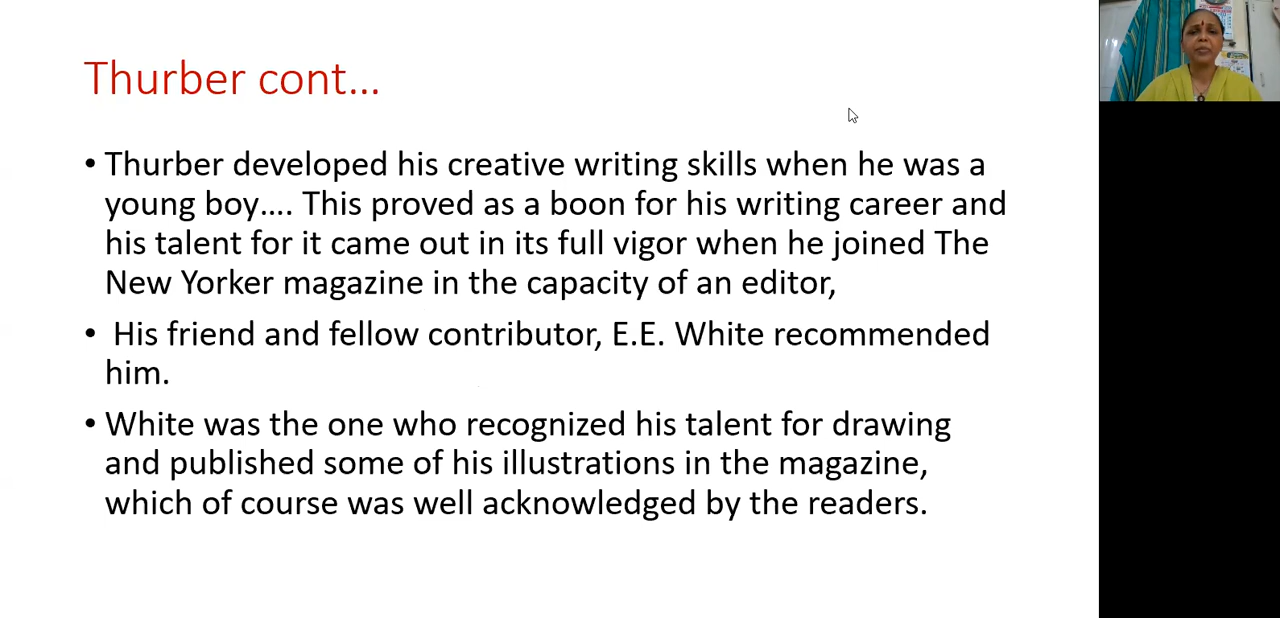 Thurber cont...
• Thurber developed his creative writing skills when he was a
young boy.... This proved as a boon for his writing career and
his talent for it came out in its full vigor when he joined The
New Yorker magazine in the capacity of an editor,
• His friend and fellow contributor, E.E. White recommended
him.
• White was the one who recognized his talent for drawing
and published some of his illustrations in the magazine,
which of course was well acknowledged by the readers.